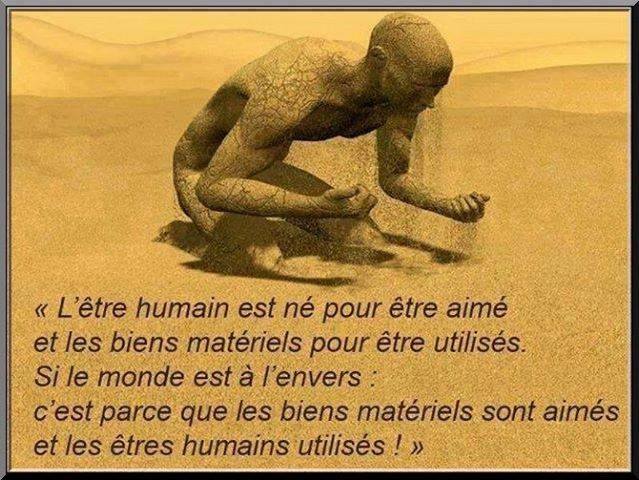 « L'être humain est né pour être aimé
et les biens matériels pour être utilisés.
Si le monde est à l'envers :
c'est parce que les biens matériels sont aimés
et les êtres humains utilisés ! »